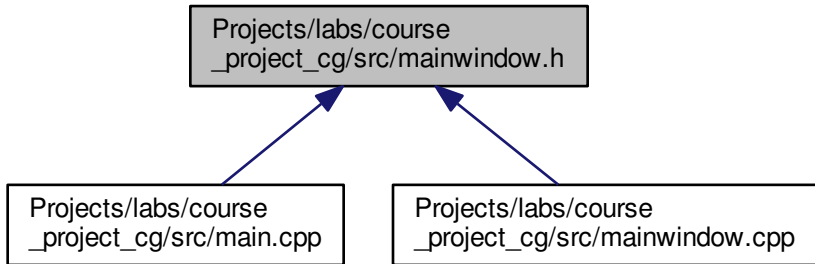 Projects/labs/course
_project_cg/src/mainwindow.h
Projects/labs/course
_project_cg/src/main.cpp
Projects/labs/course
_project_cg/src/mainwindow.cpp